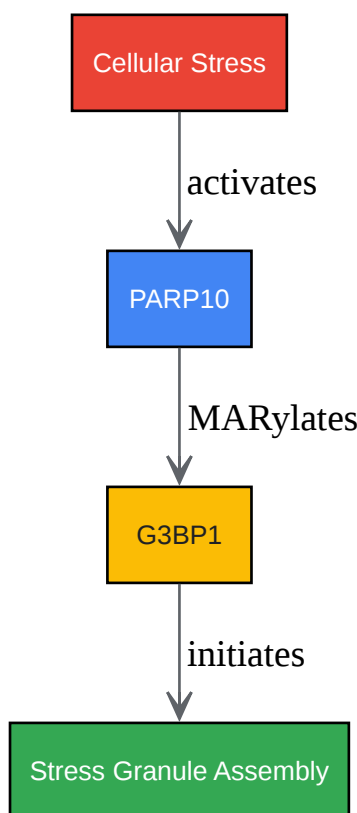 Cellular Stress
activates
PARP10
MARylates
G3BP1
initiates
Stress Granule Assembly